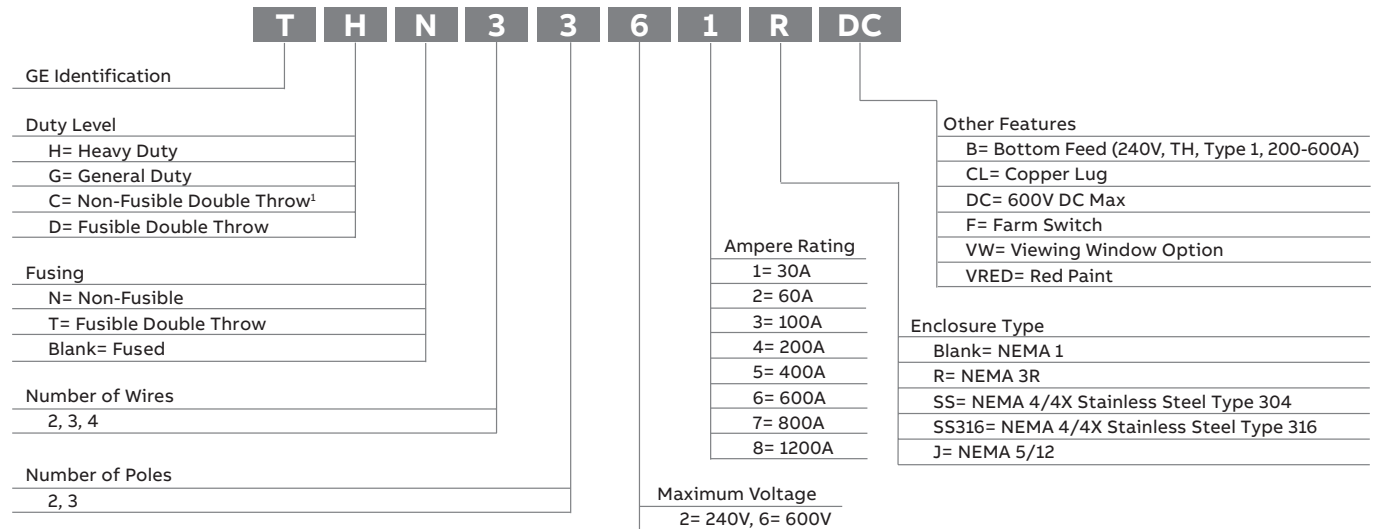 T H N 3 3 6 1 R DC
GE Identification
Duty Level
H= Heavy Duty
G= General Duty
C= Non-Fusible Double Throw¹
D= Fusible Double Throw
Fusing
N= Non-Fusible
T= Fusible Double Throw
Blank= Fused
Number of Wires
2, 3, 4
Number of Poles
2, 3
Maximum Voltage
2= 240V, 6= 600V
Ampere Rating
1= 30A
2= 60A
3= 100A
4= 200A
5= 400A
6= 600A
7= 800A
8= 1200A
Other Features
B= Bottom Feed (240V, TH, Type 1, 200-600A)
CL= Copper Lug
DC= 600V DC Max
F= Farm Switch
VW= Viewing Window Option
VRED= Red Paint
Enclosure Type
Blank= NEMA 1
R= NEMA 3R
SS= NEMA 4/4X Stainless Steel Type 304
SS316= NEMA 4/4X Stainless Steel Type 316
J= NEMA 5/12